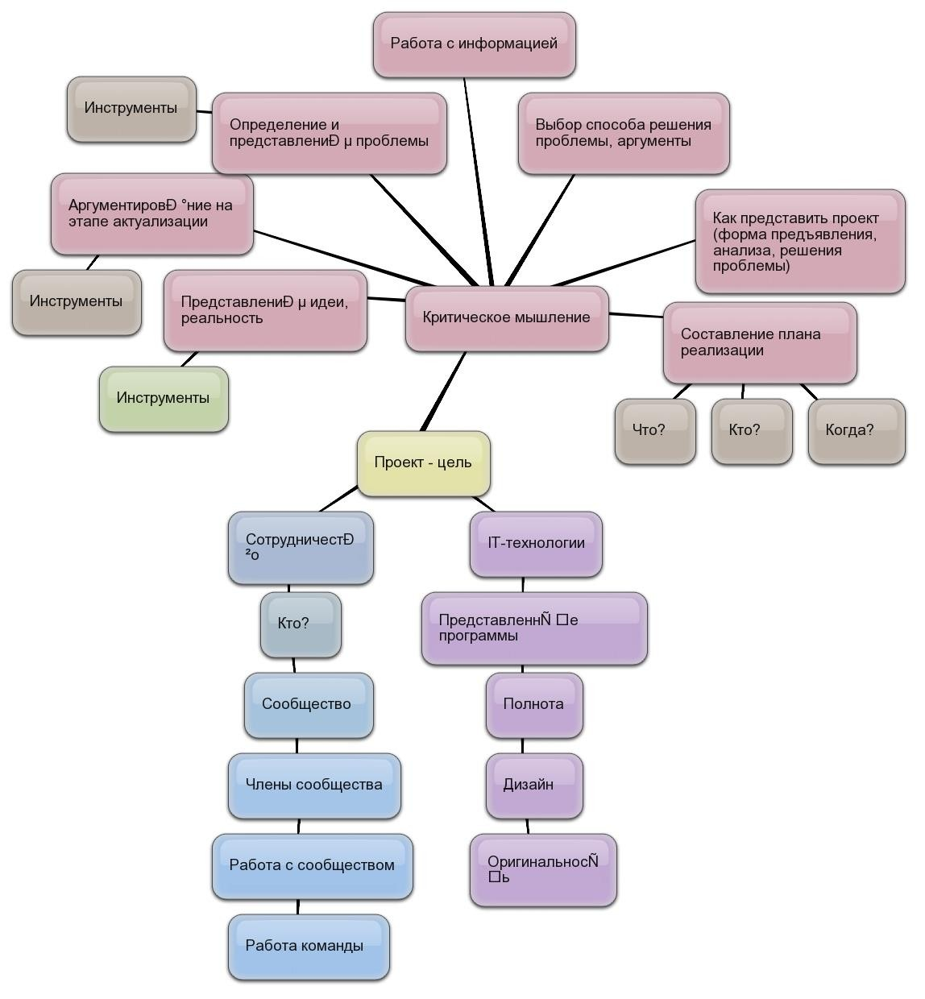 Работа с информацией
Инструменты
Определение и
представлениÐ µ проблемы
Выбор способа решения
проблемы, аргументы
АргументировÐ °ние на
этапе актуализации
Как представить проект
(форма предъявления,
анализа, решения
проблемы)
Инструменты
ПредставлениÐ µ идеи,
реальность
Критическое мышление
Составление плана
реализации
Инструменты
Что?
Кто?
Когда?
Проект - цель
СотрудничестÐ
²о
IT-технологии
Кто?
ПредставленнÑ □е
программы
Сообщество
Полнота
Члены сообщества
Дизайн
Работа с сообществом
ОригинальносÑ
□ь
Работа команды